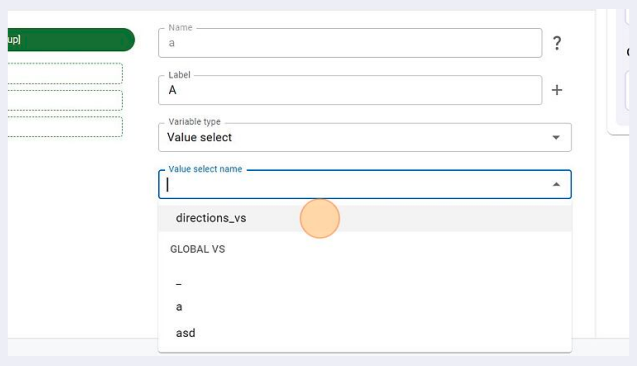 up]
Name
a
?
Label
A
+
Variable type
Value select
Value select name
directions_vs
GLOBAL VS
_
a
asd